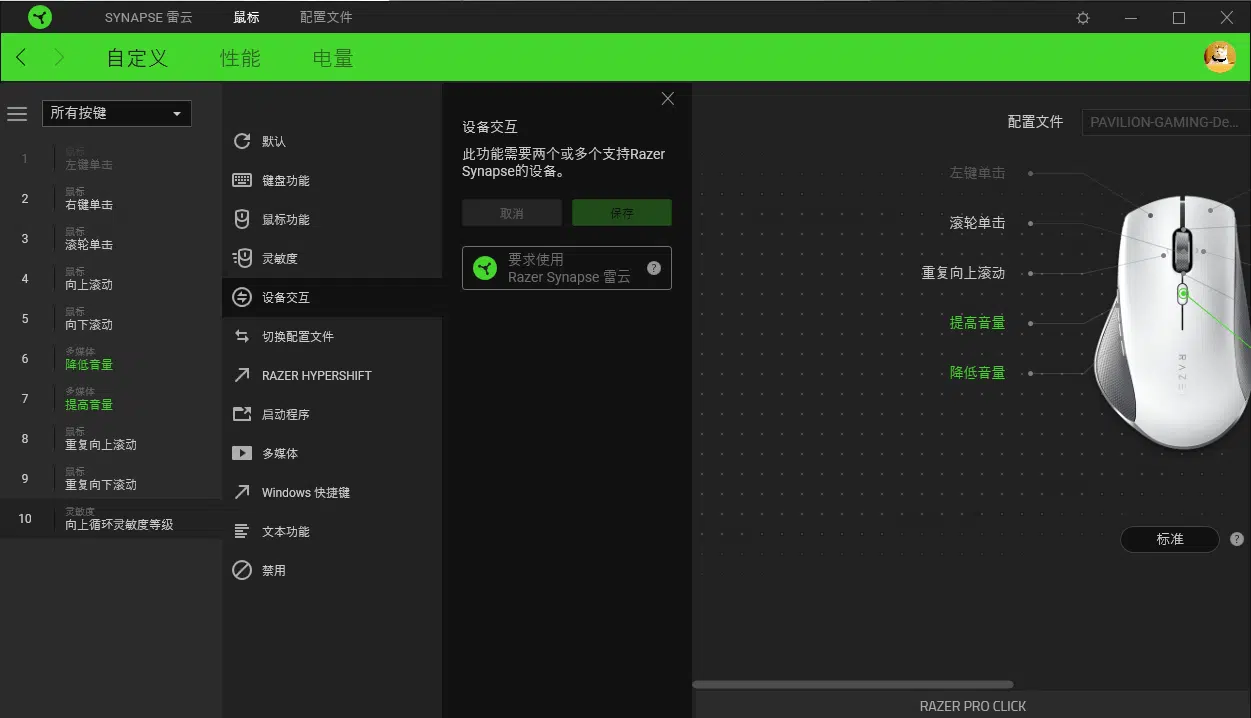 SYNAPSE 雷云
鼠标
配置文件
自定义
性能
电量
所有按键
1
鼠标
左键单击
2
鼠标
右键单击
3
鼠标
滚轮单击
4
鼠标
向上滚动
5
鼠标
向下滚动
6
多媒体
降低音量
7
多媒体
提高音量
8
鼠标
重复向上滚动
9
鼠标
重复向下滚动
10
灵敏度
向上循环灵敏度等级
默认
键盘功能
鼠标功能
灵敏度
设备交互
切换配置文件
RAZER HYPERSHIFT
启动程序
多媒体
Windows 快捷键
文本功能
禁用
设备交互
此功能需要两个或多个支持Razer
Synapse的设备。
取消
保存
要求使用
Razer Synapse 雷云
?
配置文件
PAVILION-GAMING-De...
左键单击
滚轮单击
重复向上滚动
提高音量
降低音量
RAZER
标准
?
RAZER PRO CLICK